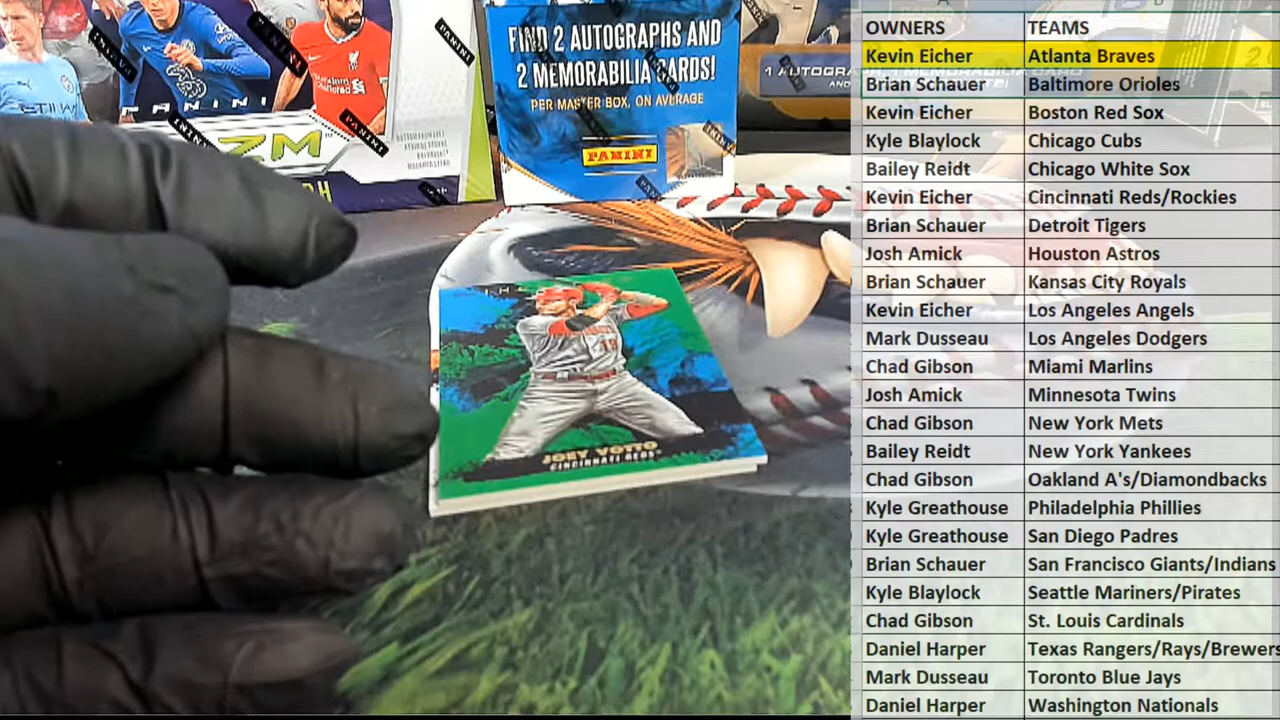 PANINI
PANINI
PANINI
PANINI
FIND 2 AUTOGRAPHS AND
2 MEMORABILIA CARDS!
PER MASTER BOX, ON AVERAGE
PANINI
JOEY VOTTO
CINCINNATI REDS
19
OWNERS TEAMS
Kevin Eicher Atlanta Braves
Brian Schauer Baltimore Orioles
Kevin Eicher Boston Red Sox
Kyle Blaylock Chicago Cubs
Bailey Reidt Chicago White Sox
Kevin Eicher Cincinnati Reds/Rockies
Brian Schauer Detroit Tigers
Josh Amick Houston Astros
Brian Schauer Kansas City Royals
Kevin Eicher Los Angeles Angels
Mark Dusseau Los Angeles Dodgers
Chad Gibson Miami Marlins
Josh Amick Minnesota Twins
Chad Gibson New York Mets
Bailey Reidt New York Yankees
Chad Gibson Oakland A's/Diamondbacks
Kyle Greathouse Philadelphia Phillies
Kyle Greathouse San Diego Padres
Brian Schauer San Francisco Giants/Indians
Kyle Blaylock Seattle Mariners/Pirates
Chad Gibson St. Louis Cardinals
Daniel Harper Texas Rangers/Rays/Brewers
Mark Dusseau Toronto Blue Jays
Daniel Harper Washington Nationals